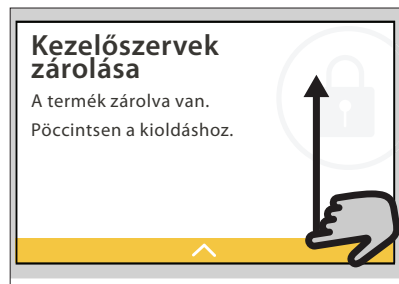 Kezelőszervek
zárolása
A termék zárolva van.
Pöccintsen a kioldáshoz.